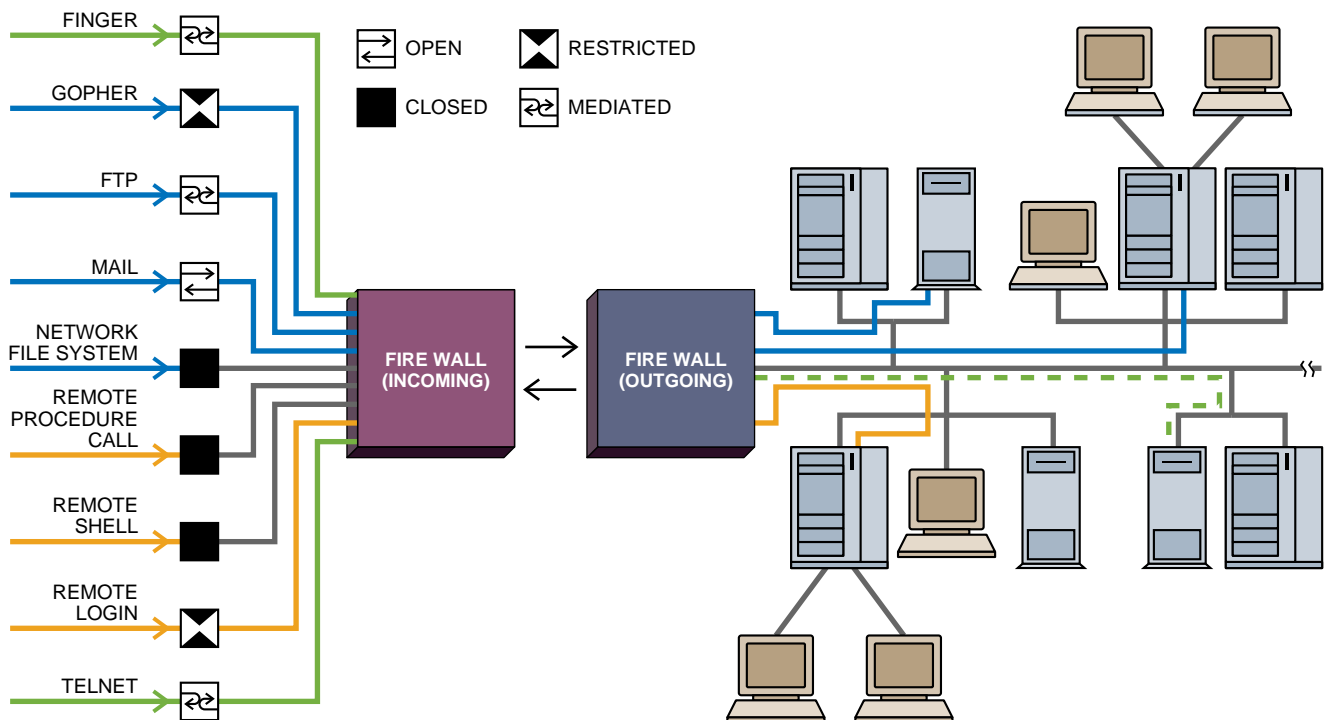 FINGER
GOPHER
FTP
MAIL
NETWORK
FILE SYSTEM
REMOTE
PROCEDURE
CALL
REMOTE
SHELL
REMOTE
LOGIN
TELNET
OPEN
RESTRICTED
CLOSED
MEDIATED
FIRE WALL
(INCOMING)
FIRE WALL
(OUTGOING)